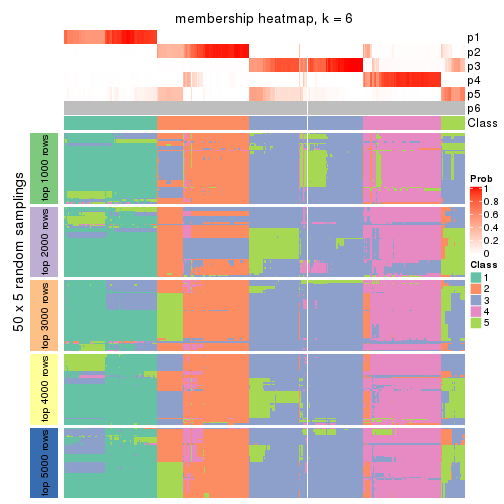 membership heatmap, k = 6
p1
p2
p3
p4
p5
p6
Class
50 x 5 random samplings
top 1000 rows
top 2000 rows
top 3000 rows
top 4000 rows
top 5000 rows
Prob
1
0.8
0.6
0.4
0.2
0
Class
1
2
3
4
5